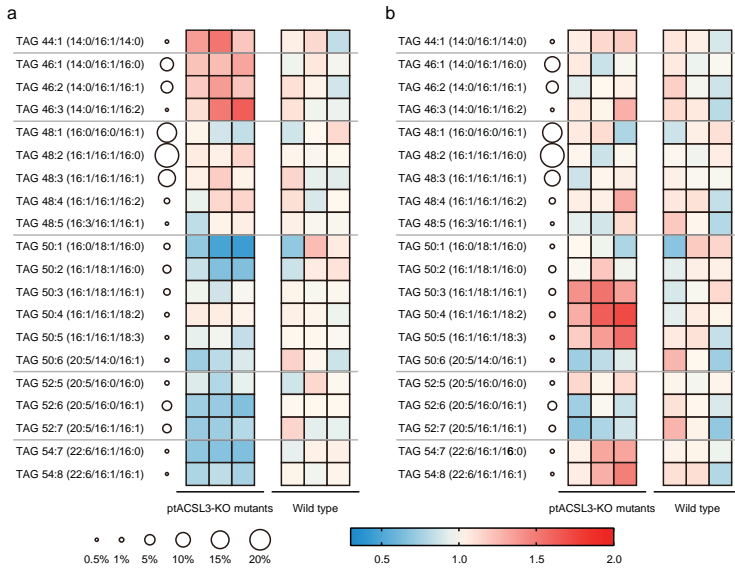 a
TAG 44:1 (14:0/16:1/14:0)
TAG 46:1 (14:0/16:1/16:0)
TAG 46:2 (14:0/16:1/16:1)
TAG 46:3 (14:0/16:1/16:2)
TAG 48:1 (16:0/16:0/16:1)
TAG 48:2 (16:1/16:1/16:0)
TAG 48:3 (16:1/16:1/16:1)
TAG 48:4 (16:1/16:1/16:2)
TAG 48:5 (16:3/16:1/16:1)
TAG 50:1 (16:0/18:1/16:0)
TAG 50:2 (16:1/18:1/16:0)
TAG 50:3 (16:1/18:1/16:1)
TAG 50:4 (16:1/16:1/18:2)
TAG 50:5 (16:1/16:1/18:3)
TAG 50:6 (20:5/14:0/16:1)
TAG 52:5 (20:5/16:0/16:0)
TAG 52:6 (20:5/16:0/16:1)
TAG 52:7 (20:5/16:1/16:1)
TAG 54:7 (22:6/16:1/16:0)
TAG 54:8 (22:6/16:1/16:1)
ptACSL3-KO mutants
Wild type
b
TAG 44:1 (14:0/16:1/14:0)
TAG 46:1 (14:0/16:1/16:0)
TAG 46:2 (14:0/16:1/16:1)
TAG 46:3 (14:0/16:1/16:2)
TAG 48:1 (16:0/16:0/16:1)
TAG 48:2 (16:1/16:1/16:0)
TAG 48:3 (16:1/16:1/16:1)
TAG 48:4 (16:1/16:1/16:2)
TAG 48:5 (16:3/16:1/16:1)
TAG 50:1 (16:0/18:1/16:0)
TAG 50:2 (16:1/18:1/16:0)
TAG 50:3 (16:1/18:1/16:1)
TAG 50:4 (16:1/16:1/18:2)
TAG 50:5 (16:1/16:1/18:3)
TAG 50:6 (20:5/14:0/16:1)
TAG 52:5 (20:5/16:0/16:0)
TAG 52:6 (20:5/16:0/16:1)
TAG 52:7 (20:5/16:1/16:1)
TAG 54:7 (22:6/16:1/16:0)
TAG 54:8 (22:6/16:1/16:1)
ptACSL3-KO mutants
Wild type
0.5% 1% 5% 10% 15% 20%
0.5 1.0 1.5 2.0